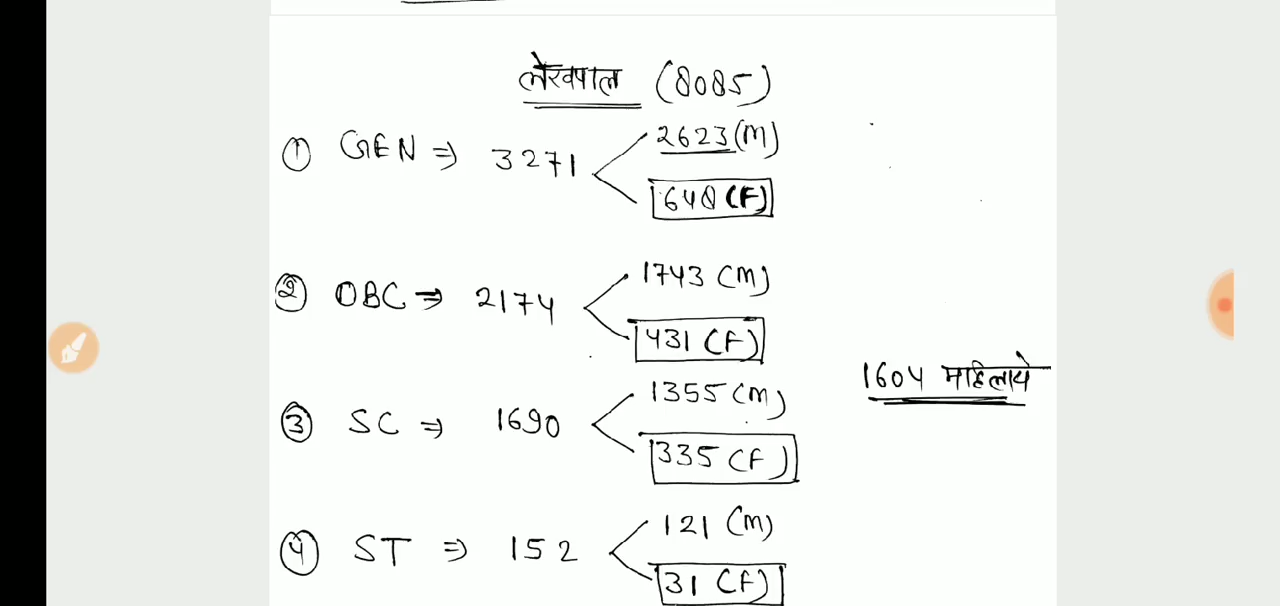 लेखपाल (8085)
① GEN ⇒ 3271
2623 (M)
648 (F)
② OBC ⇒ 2174
1743 (M)
431 (F)
1604 महिलाये
③ SC ⇒ 1690
1355 (M)
335 (F)
④ ST ⇒ 152
121 (M)
31 (F)